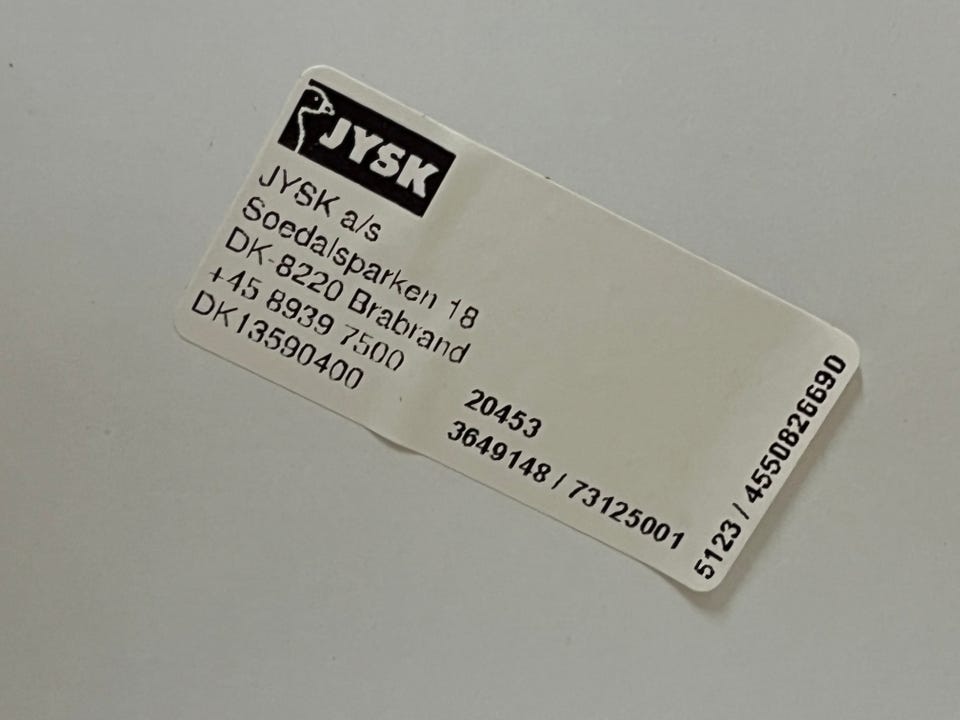 JYSK
JYSK a/s
Soedalsparken 18
DK-8220 Brabrand
+45 8939 7500
DK13590400
20453
3649148 / 73125001
5123 / 4550826690